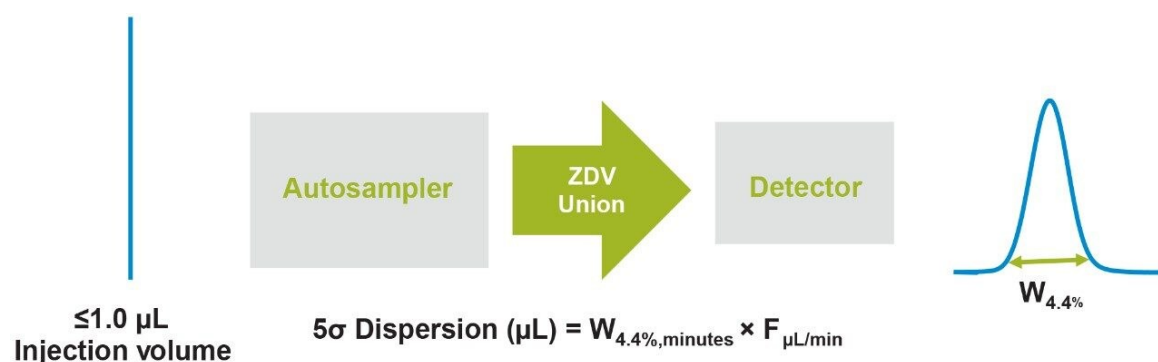 Autosampler
ZDV
Union
Detector
W4.4%
≤1.0 µL
Injection volume
5σ Dispersion (µL) = W4.4%,minutes × FµL/min